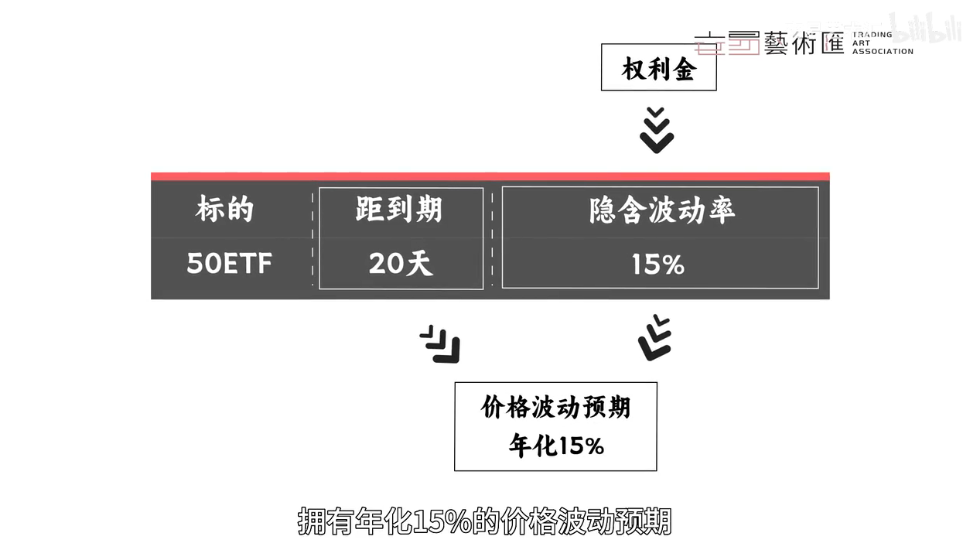 藝術匯
TRADING
ART
ASSOCIATION
bilibili
权利金
标的
距到期
隐含波动率
50ETF
20天
15%
价格波动预期
年化15%
拥有年化15%的价格波动预期